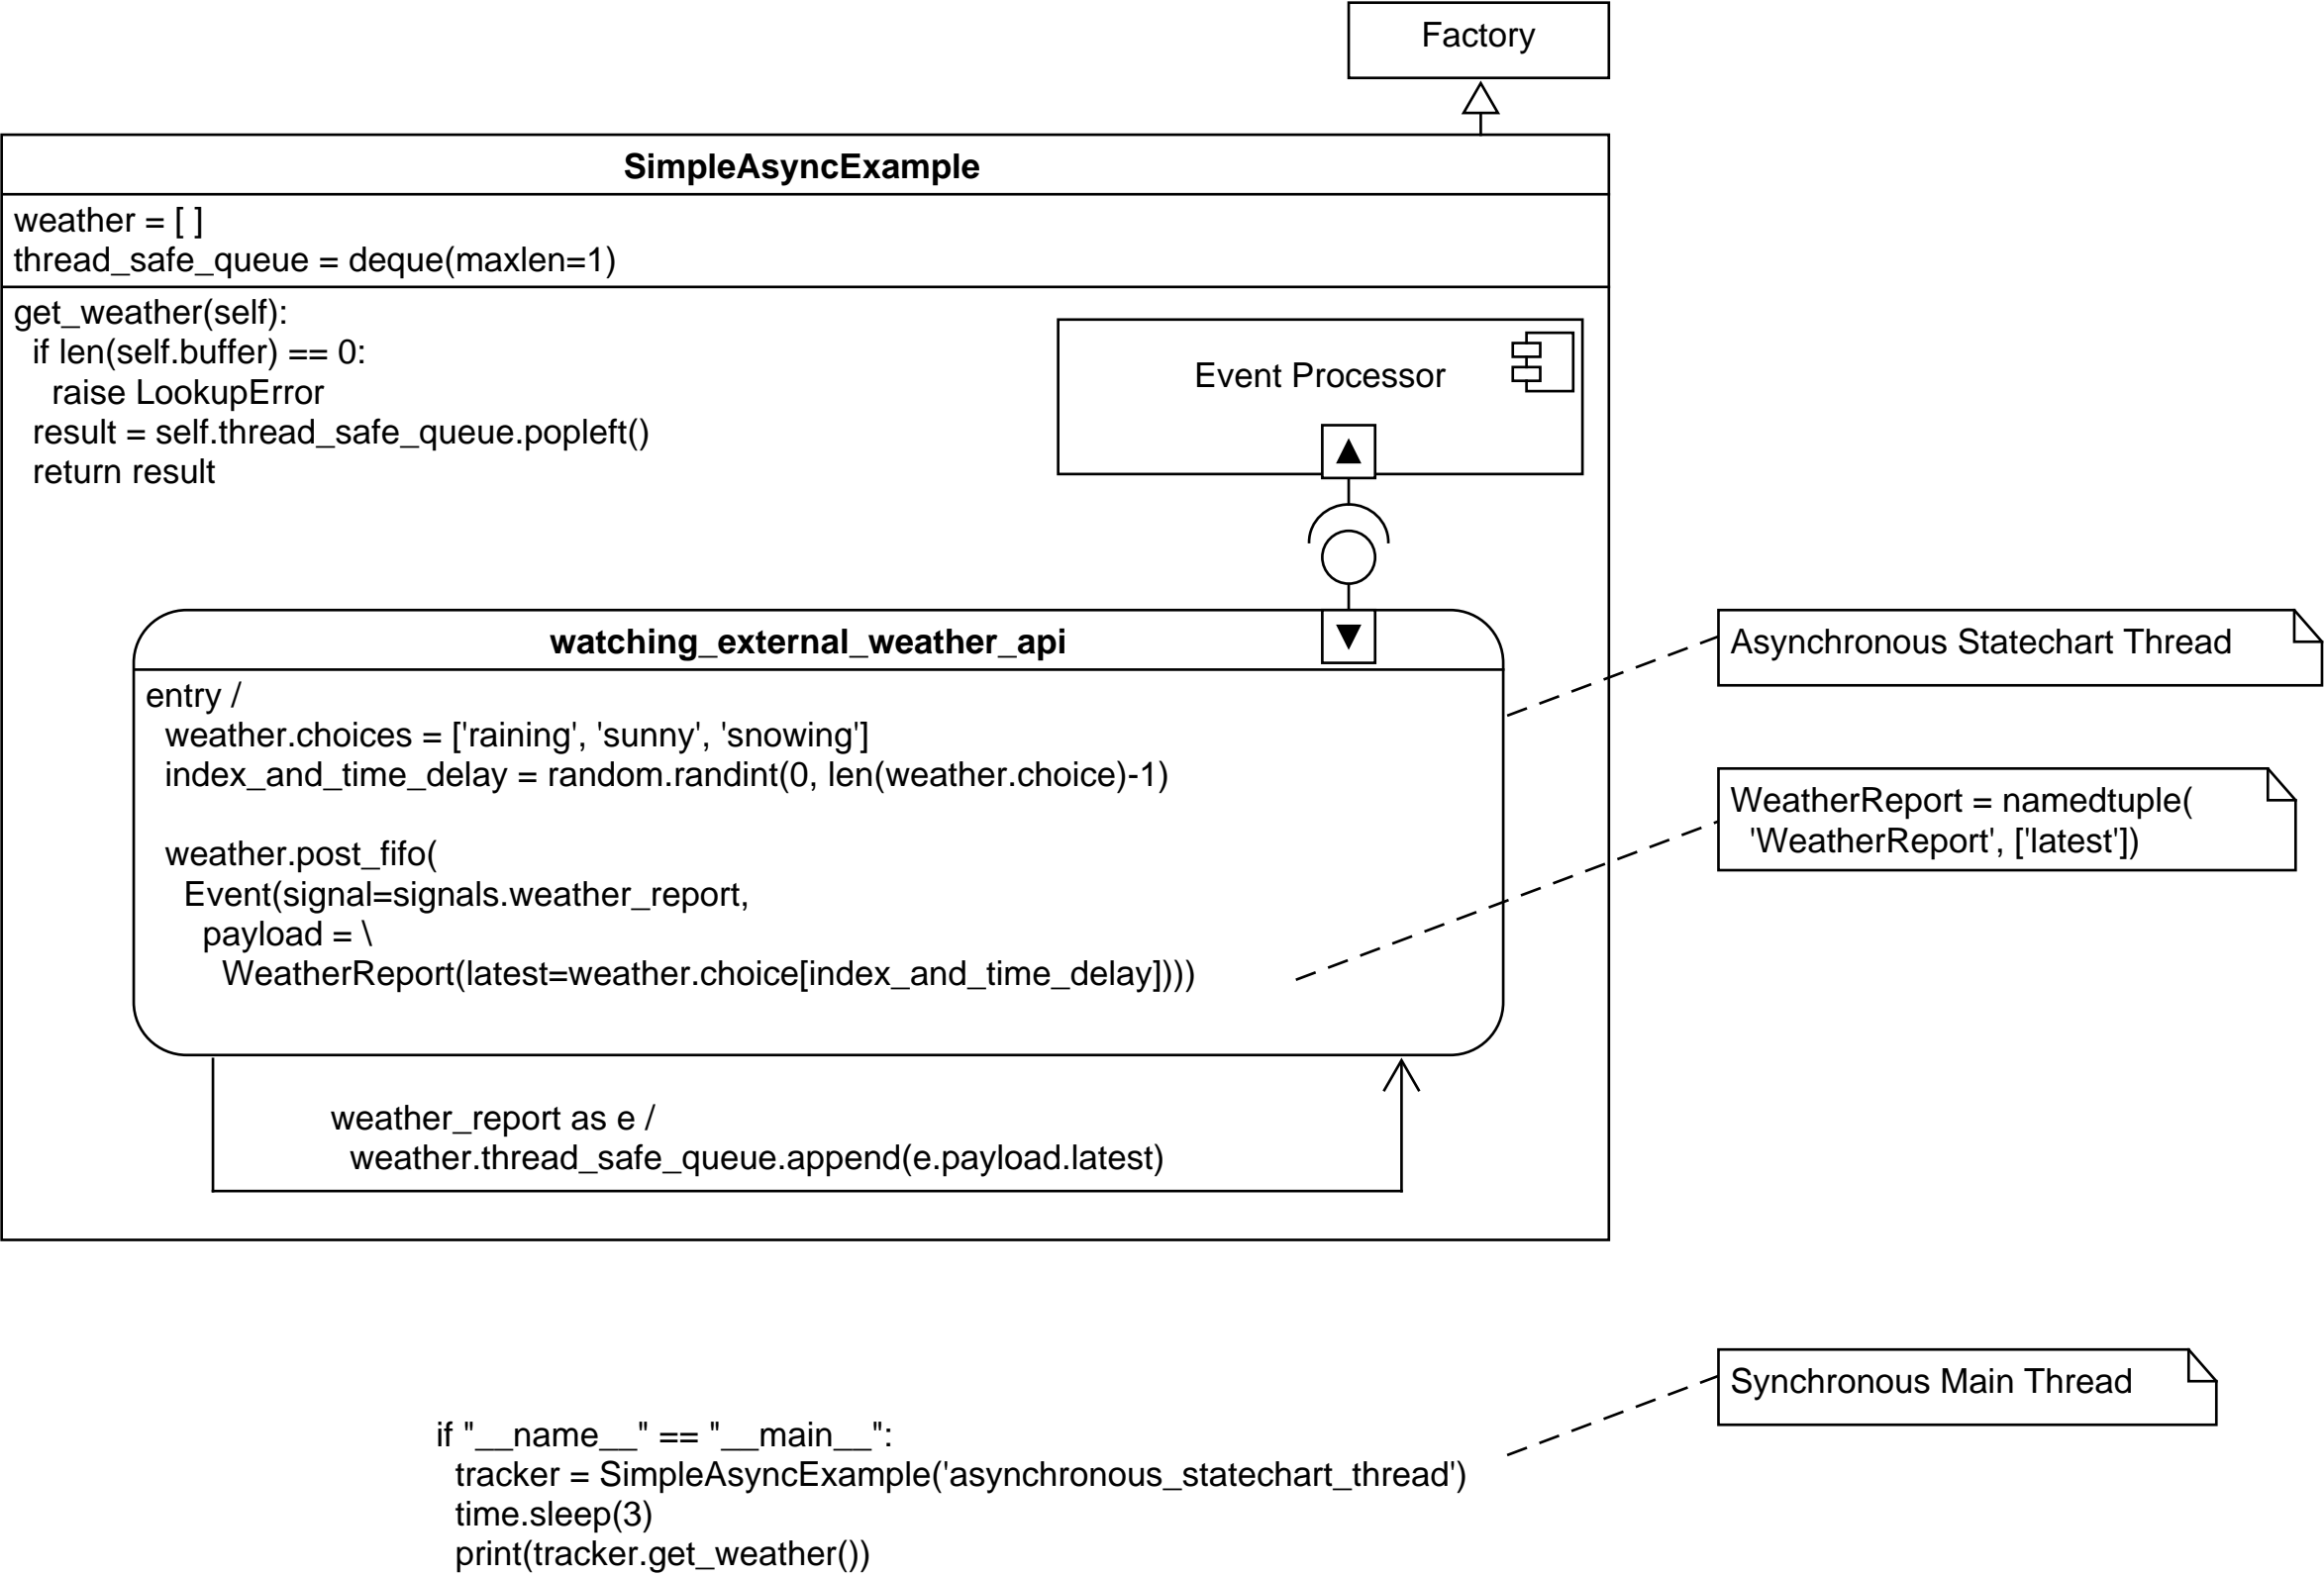 Factory
SimpleAsyncExample
weather = [ ]
thread_safe_queue = deque(maxlen=1)
get_weather(self):
if len(self.buffer) == 0:
raise LookupError
result = self.thread_safe_queue.popleft()
return result
Event Processor
watching_external_weather_api
entry /
weather.choices = ['raining', 'sunny', 'snowing']
index_and_time_delay = random.randint(0, len(weather.choice)-1)
weather.post_fifo(
Event(signal=signals.weather_report,
payload = \
WeatherReport(latest=weather.choice[index_and_time_delay])))
Asynchronous Statechart Thread
WeatherReport = namedtuple(
'WeatherReport', ['latest'])
weather_report as e /
weather.thread_safe_queue.append(e.payload.latest)
Synchronous Main Thread
if "__name__" == "__main__":
tracker = SimpleAsyncExample('asynchronous_statechart_thread')
time.sleep(3)
print(tracker.get_weather())